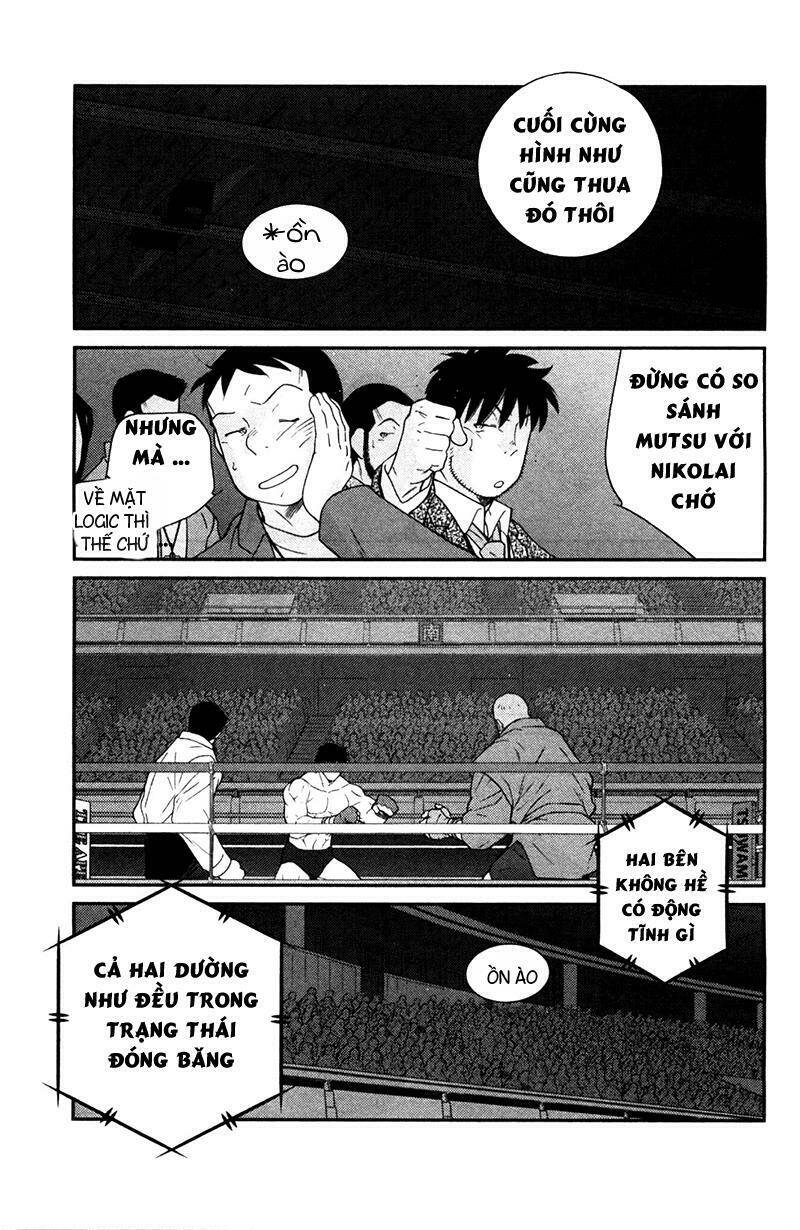 CUỐI CÙNG
HÌNH NHƯ
CŨNG THUA
ĐÓ THÔI
*-ồn
ào
ĐỪNG CÓ SO
SÁNH
MUTSU VỚI
NIKOLAI
CHỚ
NHƯNG
MÀ ...
VỀ MẶT
LOGIC THÌ
THẾ CHỨ
...
南
HAI BÊN
KHÔNG HỀ
CÓ ĐỘNG
TĨNH GÌ
ỒN ÀO
CẢ HAI DƯỜNG
NHƯ ĐỀU TRONG
TRẠNG THÁI
ĐÓNG BĂNG